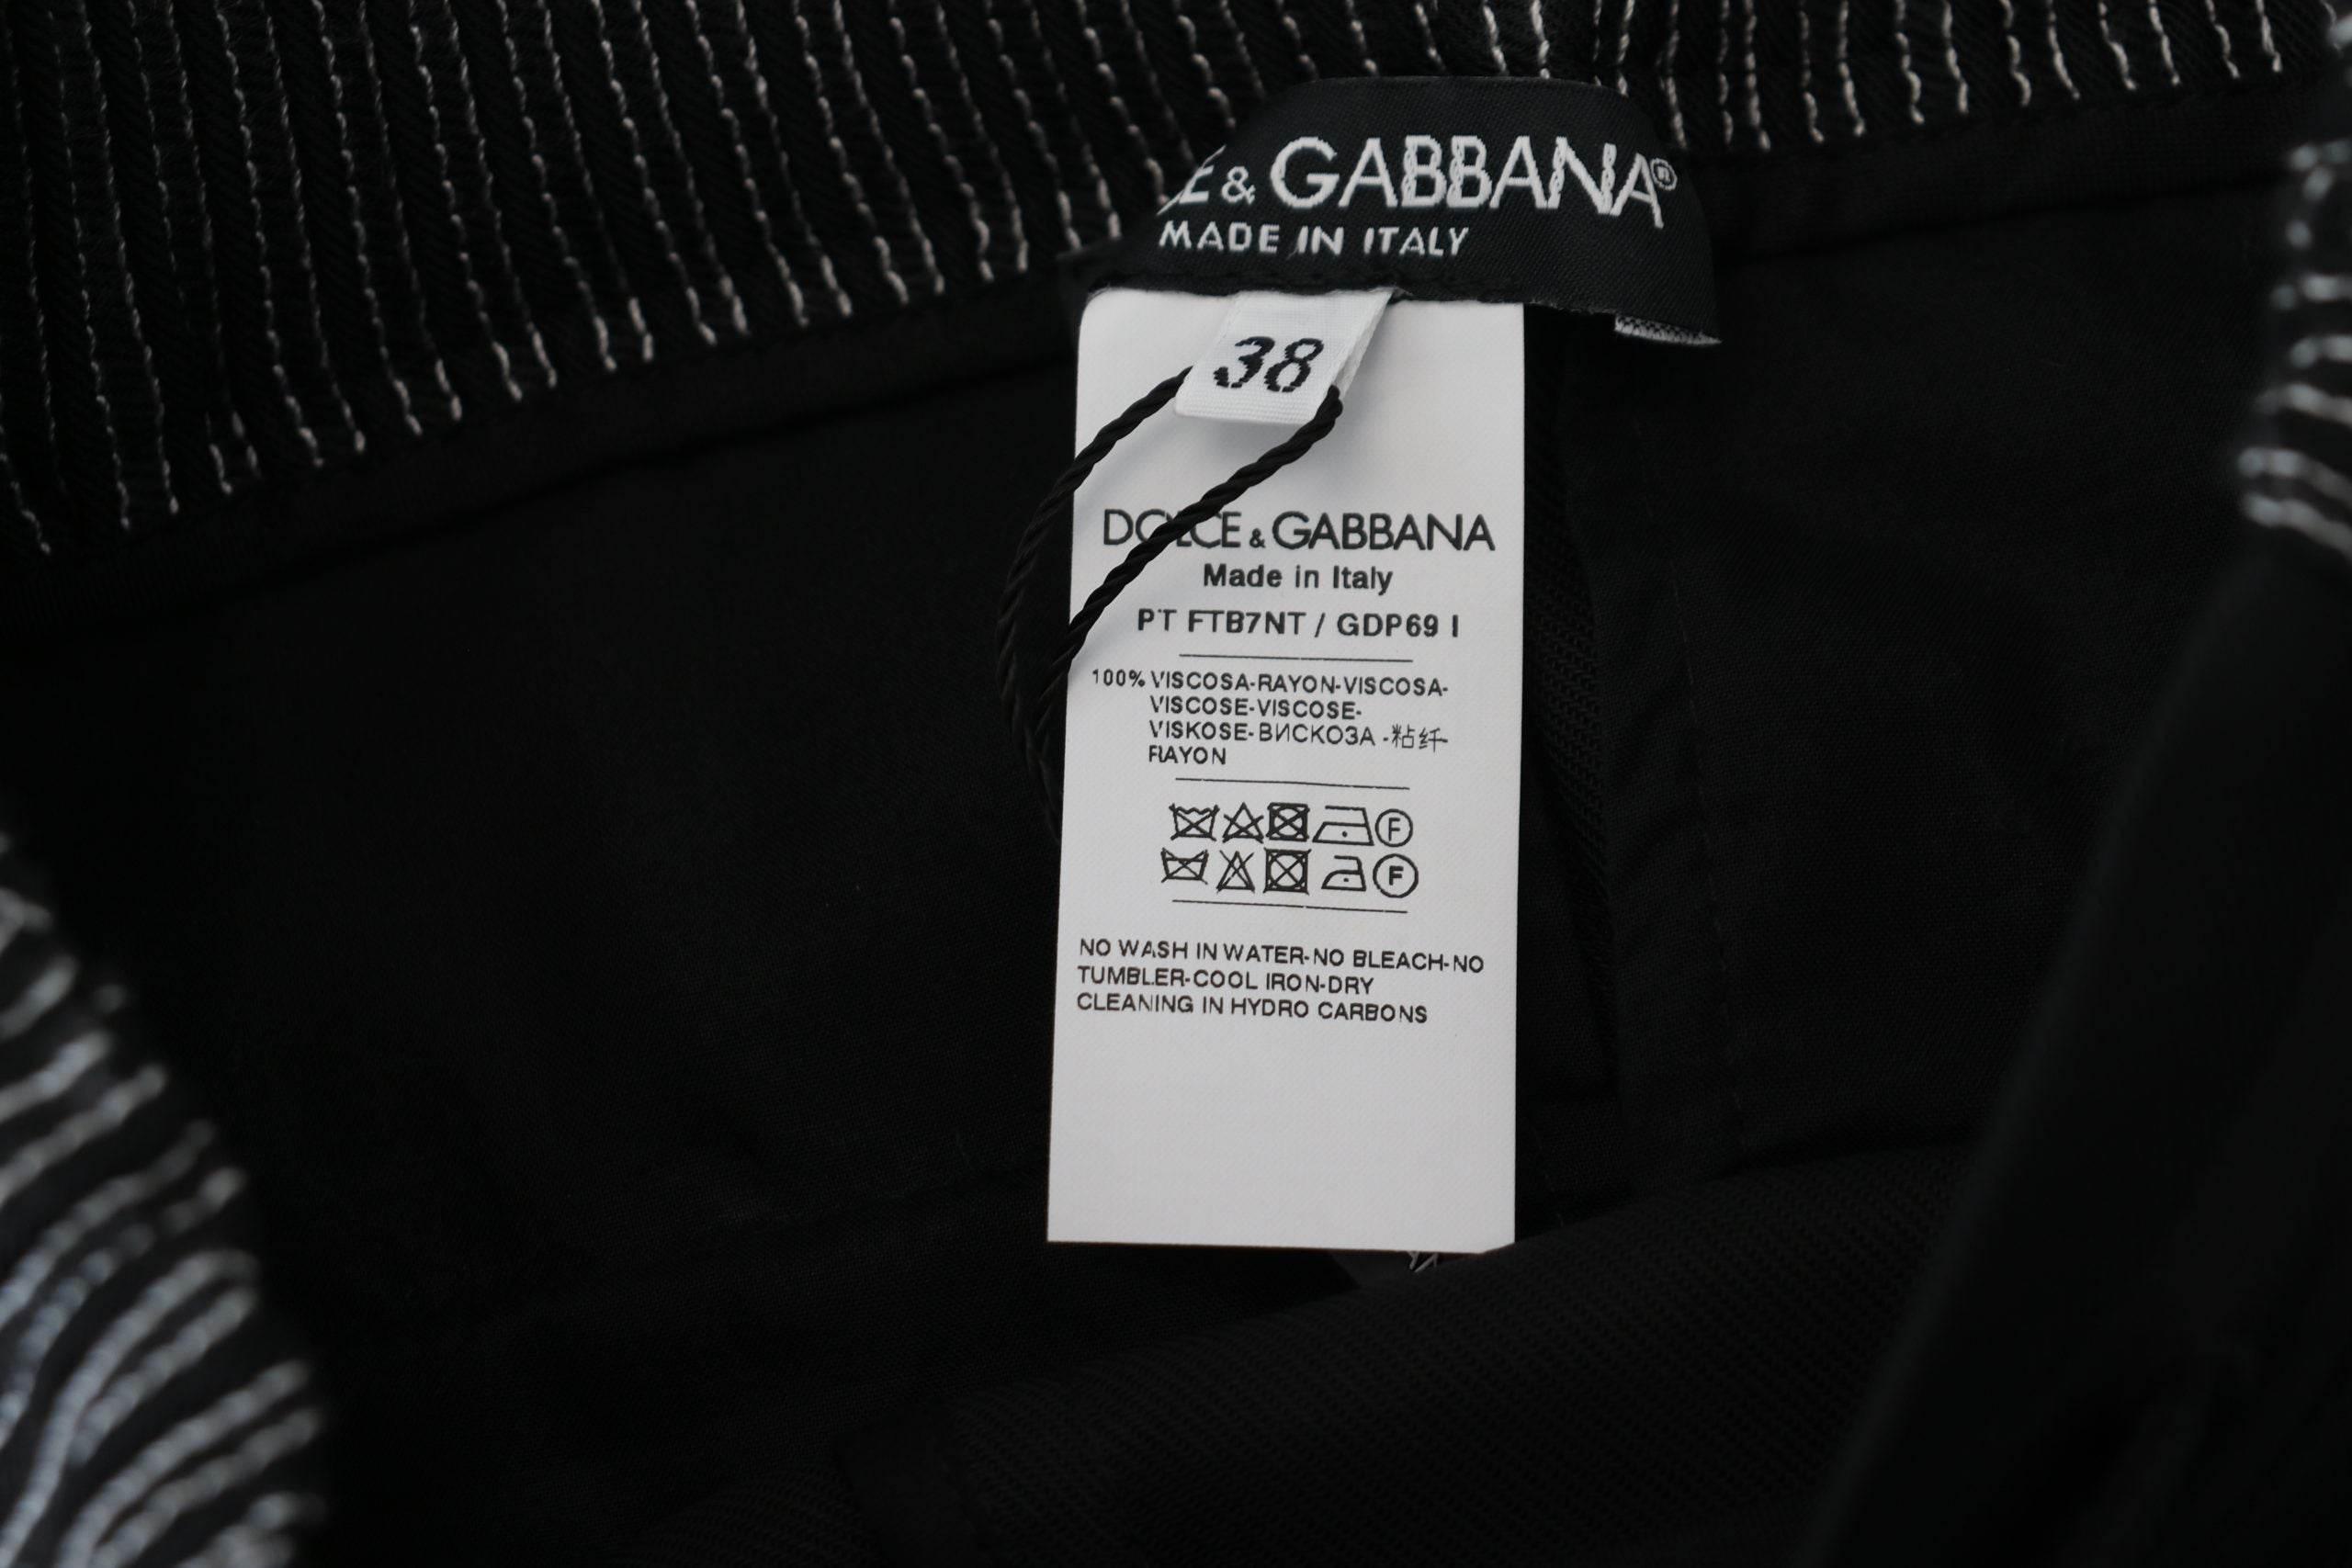 E & GABBANA®
MADE IN ITALY
38
DOLCE & GABBANA
Made in Italy
PT FTB7NT / GDP69 I
100% VISCOSA-RAYON-VISCOSA-
VISCOSE-VISCOSE-
VISKOSE-ВИСКОЗА -粘纤-
RAYON
F
F
NO WASH IN WATER-NO BLEACH-NO
TUMBLER-COOL IRON-DRY
CLEANING IN HYDRO CARBONS